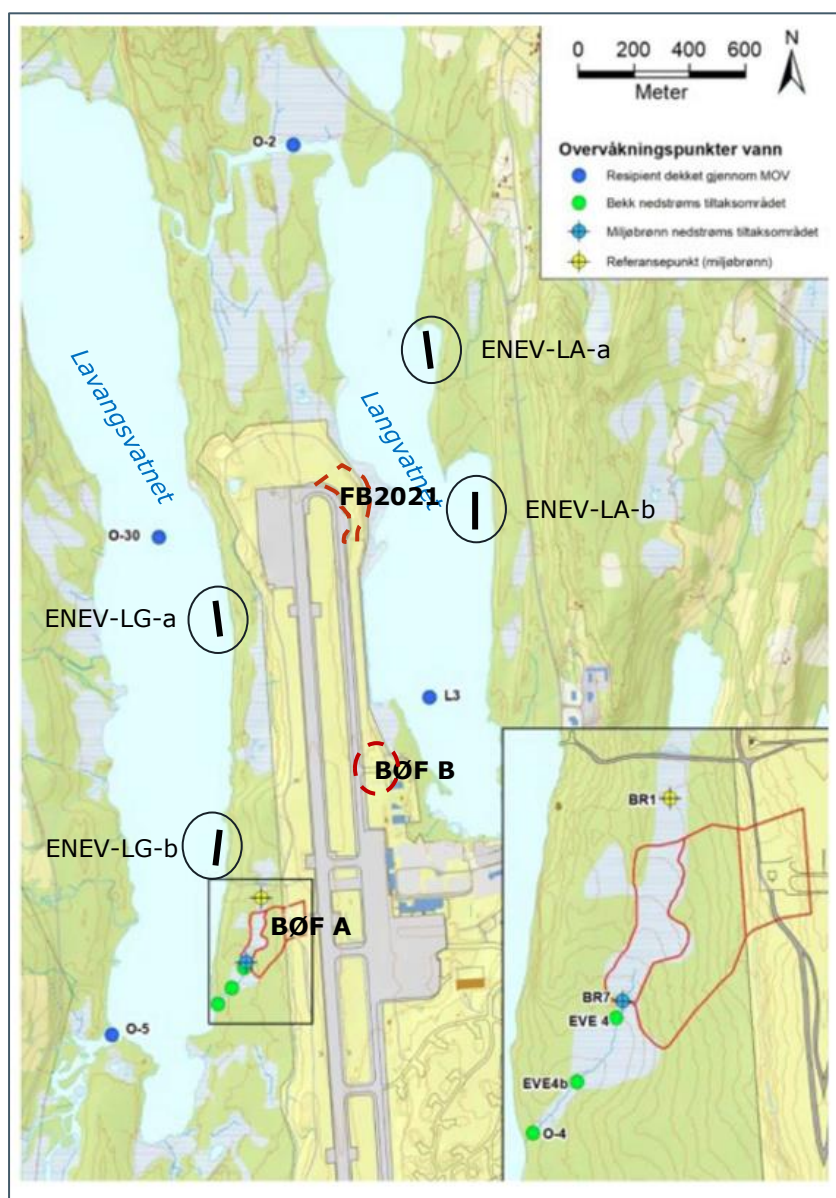 0 200 400 600
Meter
N
Overvåkningspunkter vann
Resipient dekket gjennom MOV
Bekk nedstrøms tiltaksområdet
Miljøbrønn nedstrøms tiltaksområdet
Referansepunkt (miljøbrønn)
O-2
ENEV-LA-a
Lavangsvatnet
Langvatnet
FB2021
ENEV-LA-b
O-30
ENEV-LG-a
L3
BØF B
BR1
ENEV-LG-b
BØF A
BR7
EVE 4
O-5
EVE4b
O-4